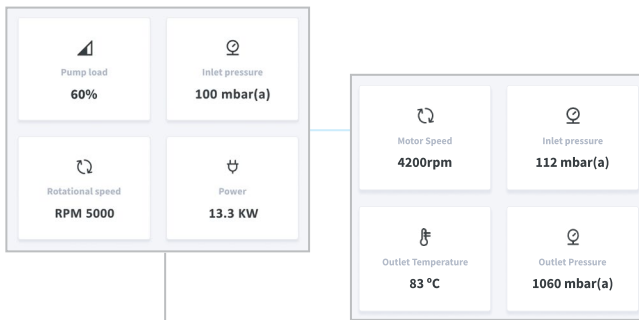 Pump load
60%
Inlet pressure
100 mbar(a)
Rotational speed
RPM 5000
Power
13.3 KW
Motor Speed
4200rpm
Inlet pressure
112 mbar(a)
Outlet Temperature
83 ºC
Outlet Pressure
1060 mbar(a)